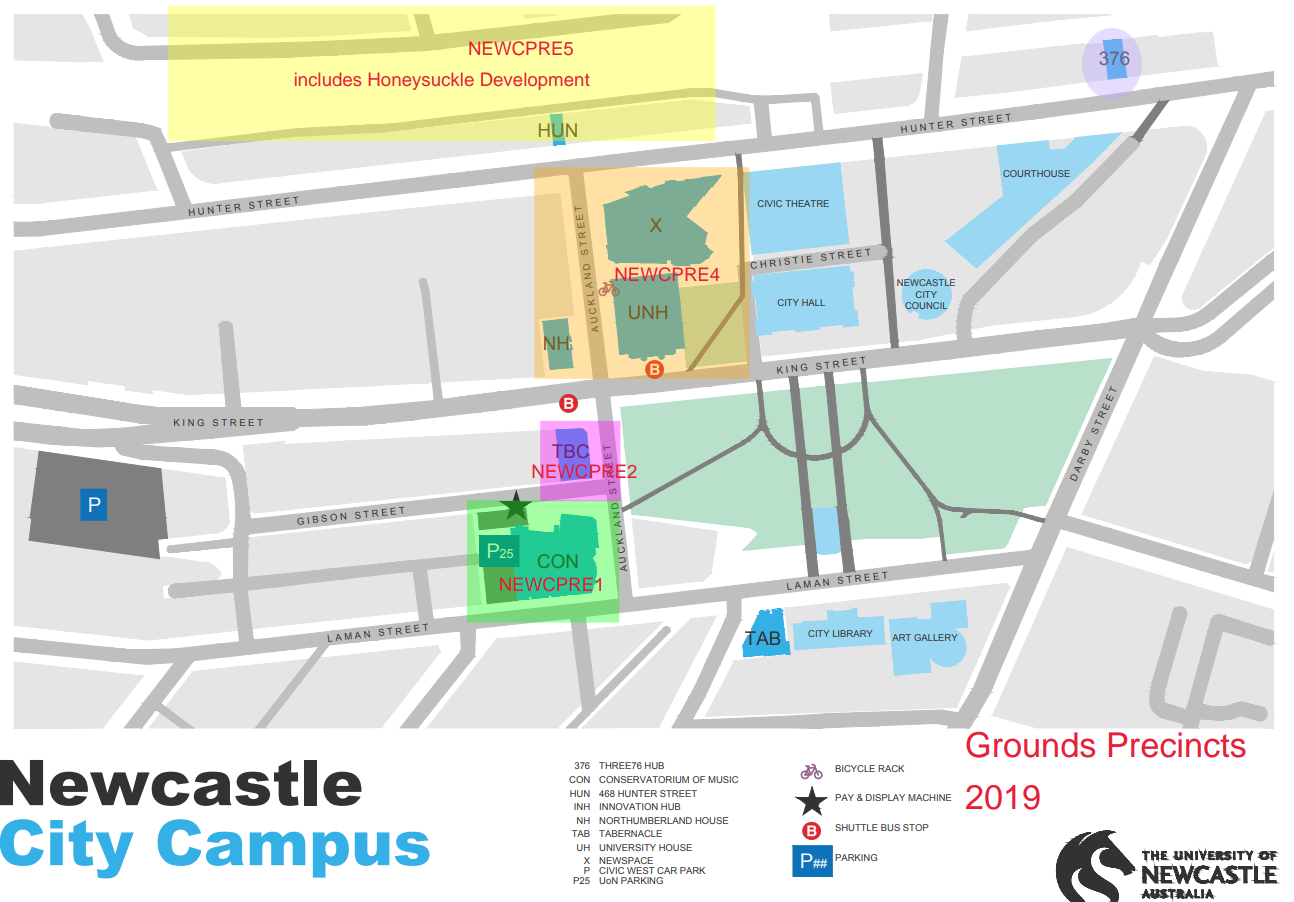 NEWCPRE5
includes Honeysuckle Development
376
HUN
HUNTER STREET
COURTHOUSE
HUNTER STREET
CIVIC THEATRE
X
AUCKLAND STREET
CHRISTIE STREET
NEWCPRE4
NEWCASTLE
CITY
COUNCIL
CITY HALL
UNH
NH
B
KING STREET
B
KING STREET
DARBY STREET
TBC
NEWCPRE2
AUCKLAND STREET
P
GIBSON STREET
P25
CON
NEWCPRE1
LAMAN STREET
LAMAN STREET
TAB
CITY LIBRARY
ART GALLERY
Grounds Precincts
2019
Newcastle
City Campus
376 THREE76 HUB
CON CONSERVATORIUM OF MUSIC
HUN 468 HUNTER STREET
INH INNOVATION HUB
NH NORTHUMBERLAND HOUSE
TAB TABERNACLE
UH UNIVERSITY HOUSE
X NEWSPACE
P CIVIC WEST CAR PARK
P25 UoN PARKING
BICYCLE RACK
PAY & DISPLAY MACHINE
B SHUTTLE BUS STOP
P## PARKING
THE UNIVERSITY OF
NEWCASTLE
AUSTRALIA